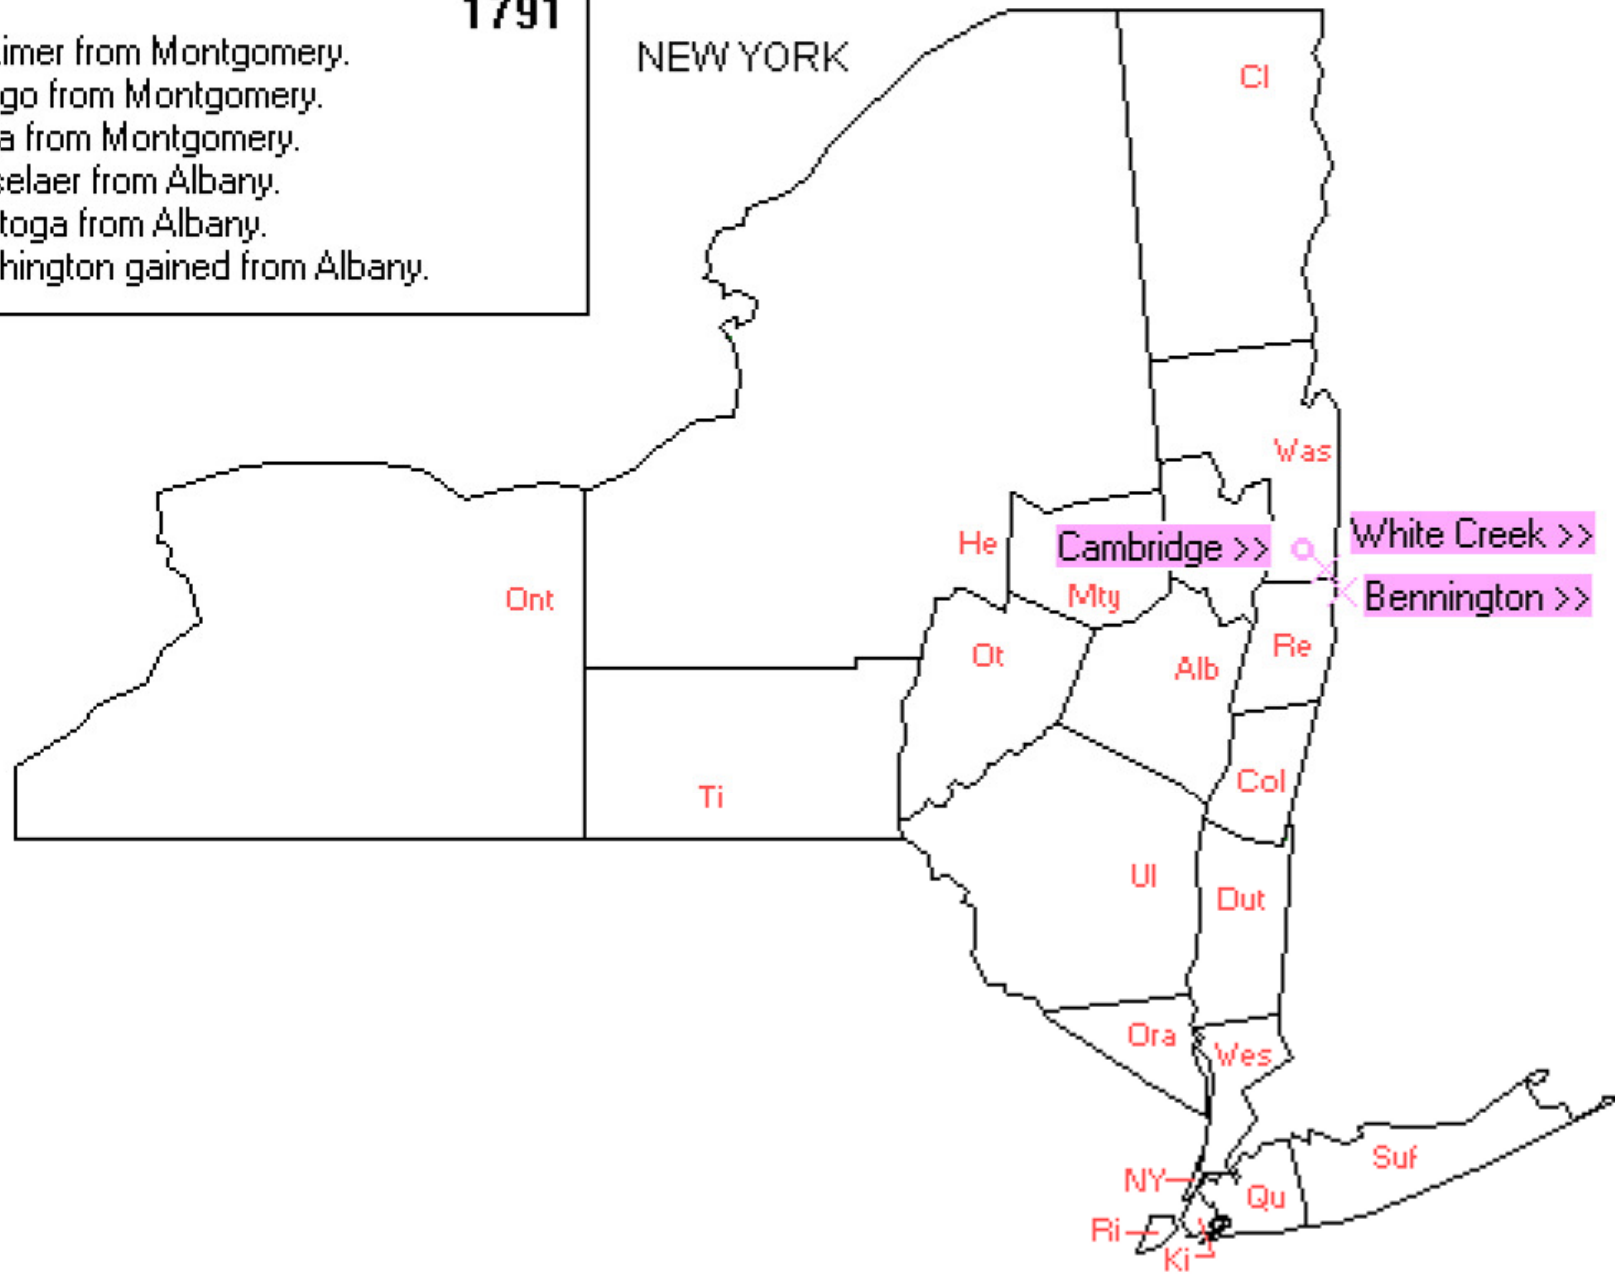 1791
imer from Montgomery.
go from Montgomery.
a from Montgomery.
selaer from Albany.
toga from Albany.
hington gained from Albany.
NEW YORK
Cl
Was
He
Cambridge >>
White Creek >>
Bennington >>
Ont
Mty
Ot
Alb
Re
Ti
Col
Ul
Dut
Ora
Wes
NY
Suf
Qu
Ri
Ki